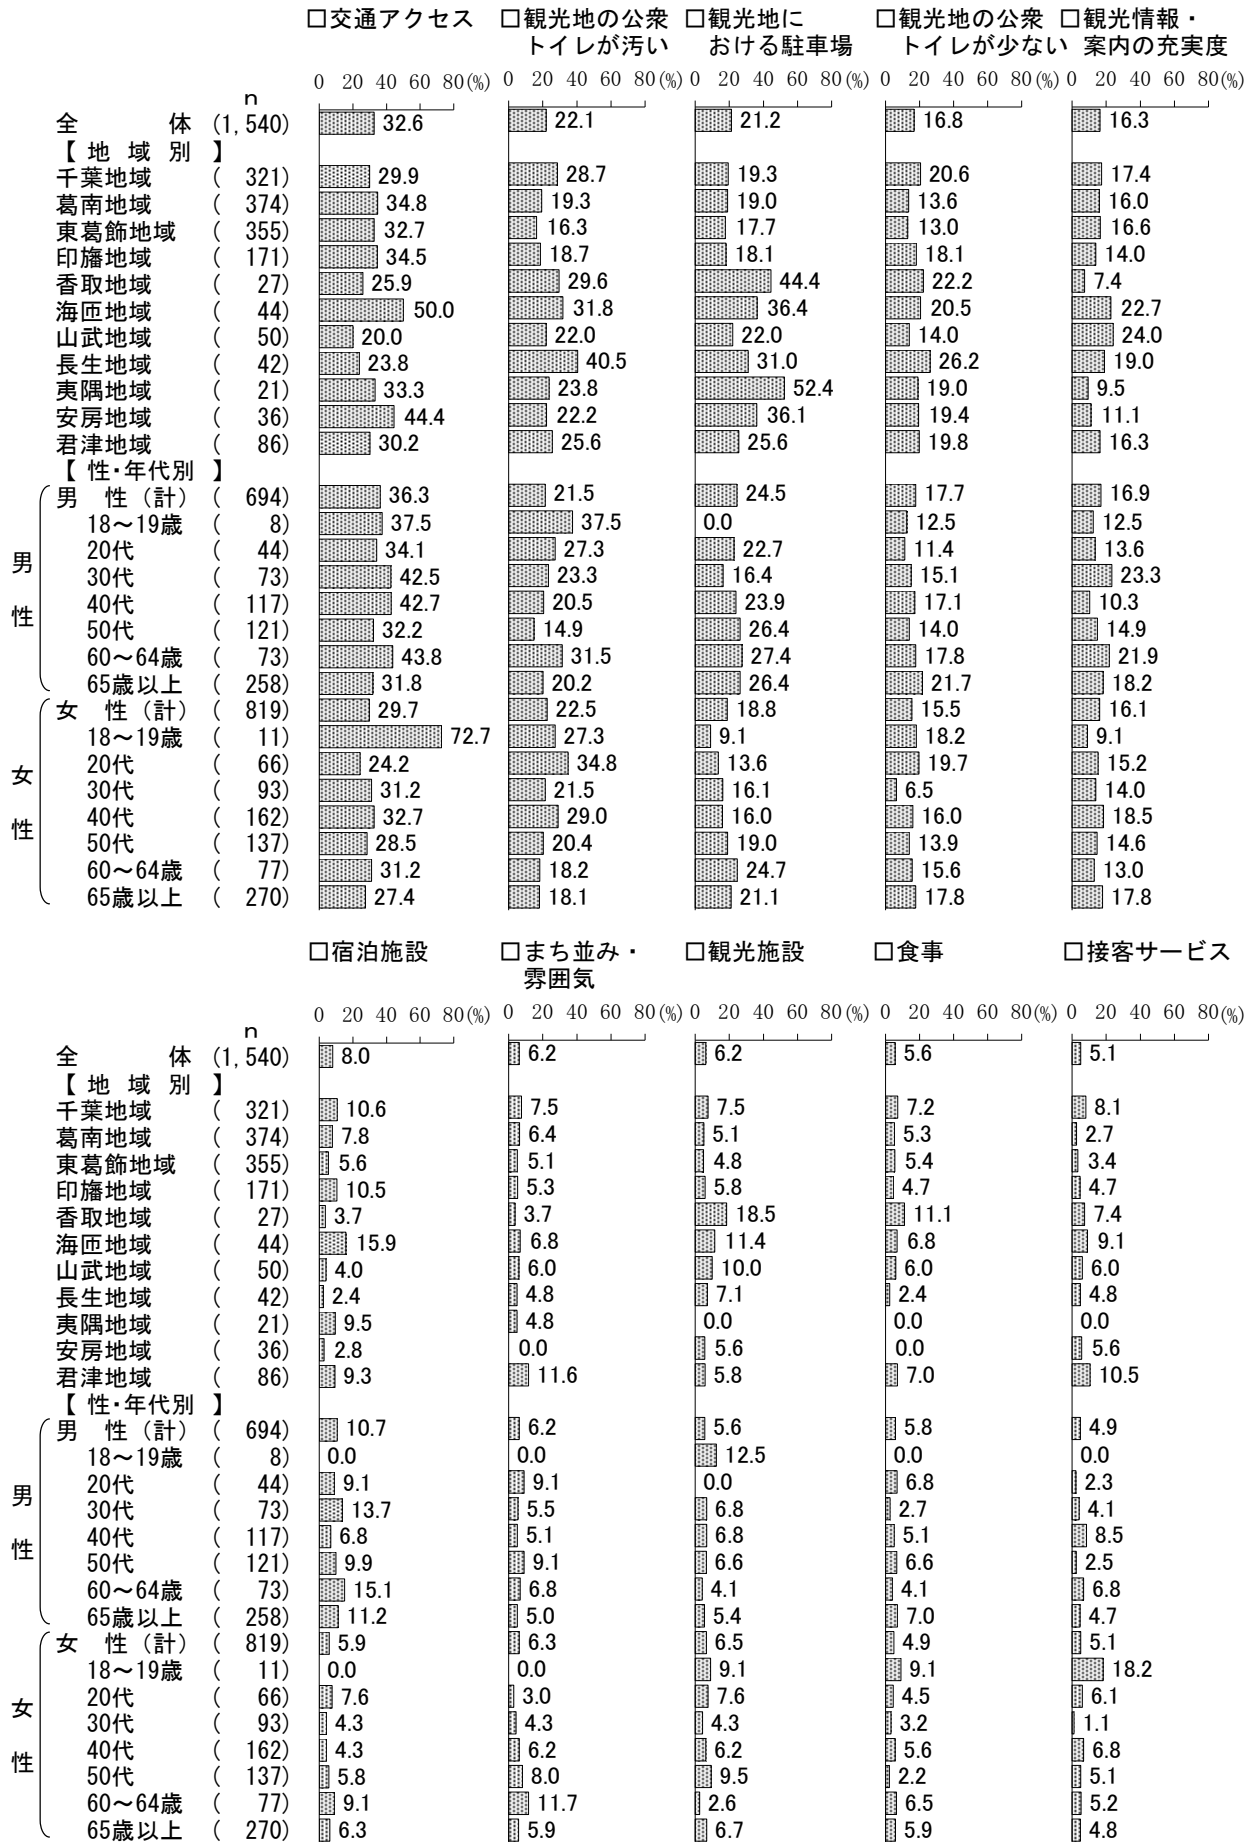 □交通アクセス □観光地の公衆 □観光地に □観光地の公衆 □観光情報・
トイレが汚い おける駐車場 トイレが少ない 案内の充実度
0 20 40 60 80(%) 0 20 40 60 80(%) 0 20 40 60 80(%) 0 20 40 60 80(%) 0 20 40 60 80(%)
n
全 体 (1,540) 32.6 22.1 21.2 16.8 16.3
【 地 域 別 】
千葉地域 ( 321) 29.9 28.7 19.3 20.6 17.4
葛南地域 ( 374) 34.8 19.3 19.0 13.6 16.0
東葛飾地域 ( 355) 32.7 16.3 17.7 13.0 16.6
印旛地域 ( 171) 34.5 18.7 18.1 18.1 14.0
香取地域 ( 27) 25.9 29.6 44.4 22.2 7.4
海匝地域 ( 44) 50.0 31.8 36.4 20.5 22.7
山武地域 ( 50) 20.0 22.0 22.0 14.0 24.0
長生地域 ( 42) 23.8 40.5 31.0 26.2 19.0
夷隅地域 ( 21) 33.3 23.8 52.4 19.0 9.5
安房地域 ( 36) 44.4 22.2 36.1 19.4 11.1
君津地域 ( 86) 30.2 25.6 25.6 19.8 16.3
【 性・年代別 】
男 性（計） ( 694) 36.3 21.5 24.5 17.7 16.9
18～19歳 ( 8) 37.5 37.5 0.0 12.5 12.5
20代 ( 44) 34.1 27.3 22.7 11.4 13.6
男
30代 ( 73) 42.5 23.3 16.4 15.1 23.3
40代 ( 117) 42.7 20.5 23.9 17.1 10.3
性
50代 ( 121) 32.2 14.9 26.4 14.0 14.9
60～64歳 ( 73) 43.8 31.5 27.4 17.8 21.9
65歳以上 ( 258) 31.8 20.2 26.4 21.7 18.2
女 性（計） ( 819) 29.7 22.5 18.8 15.5 16.1
18～19歳 ( 11) 72.7 27.3 9.1 18.2 9.1
20代 ( 66) 24.2 34.8 13.6 19.7 15.2
女
30代 ( 93) 31.2 21.5 16.1 6.5 14.0
40代 ( 162) 32.7 29.0 16.0 16.0 18.5
性
50代 ( 137) 28.5 20.4 19.0 13.9 14.6
60～64歳 ( 77) 31.2 18.2 24.7 15.6 13.0
65歳以上 ( 270) 27.4 18.1 21.1 17.8 17.8
□宿泊施設 □まち並み・ □観光施設 □食事 □接客サービス
雰囲気
0 20 40 60 80(%) 0 20 40 60 80(%) 0 20 40 60 80(%) 0 20 40 60 80(%) 0 20 40 60 80(%)
n
全 体 (1,540) 8.0 6.2 6.2 5.6 5.1
【 地 域 別 】
千葉地域 ( 321) 10.6 7.5 7.5 7.2 8.1
葛南地域 ( 374) 7.8 6.4 5.1 5.3 2.7
東葛飾地域 ( 355) 5.6 5.1 4.8 5.4 3.4
印旛地域 ( 171) 10.5 5.3 5.8 4.7 4.7
香取地域 ( 27) 3.7 3.7 18.5 11.1 7.4
海匝地域 ( 44) 15.9 6.8 11.4 6.8 9.1
山武地域 ( 50) 4.0 6.0 10.0 6.0 6.0
長生地域 ( 42) 2.4 4.8 7.1 2.4 4.8
夷隅地域 ( 21) 9.5 4.8 0.0 0.0 0.0
安房地域 ( 36) 2.8 0.0 5.6 0.0 5.6
君津地域 ( 86) 9.3 11.6 5.8 7.0 10.5
【 性・年代別 】
男 性（計） ( 694) 10.7 6.2 5.6 5.8 4.9
18～19歳 ( 8) 0.0 0.0 12.5 0.0 0.0
20代 ( 44) 9.1 9.1 0.0 6.8 2.3
男
30代 ( 73) 13.7 5.5 6.8 2.7 4.1
40代 ( 117) 6.8 5.1 6.8 5.1 8.5
性
50代 ( 121) 9.9 9.1 6.6 6.6 2.5
60～64歳 ( 73) 15.1 6.8 4.1 4.1 6.8
65歳以上 ( 258) 11.2 5.0 5.4 7.0 4.7
女 性（計） ( 819) 5.9 6.3 6.5 4.9 5.1
18～19歳 ( 11) 0.0 0.0 9.1 9.1 18.2
20代 ( 66) 7.6 3.0 7.6 4.5 6.1
女
30代 ( 93) 4.3 4.3 4.3 3.2 1.1
40代 ( 162) 4.3 6.2 6.2 5.6 6.8
性
50代 ( 137) 5.8 8.0 9.5 2.2 5.1
60～64歳 ( 77) 9.1 11.7 2.6 6.5 5.2
65歳以上 ( 270) 6.3 5.9 6.7 5.9 4.8